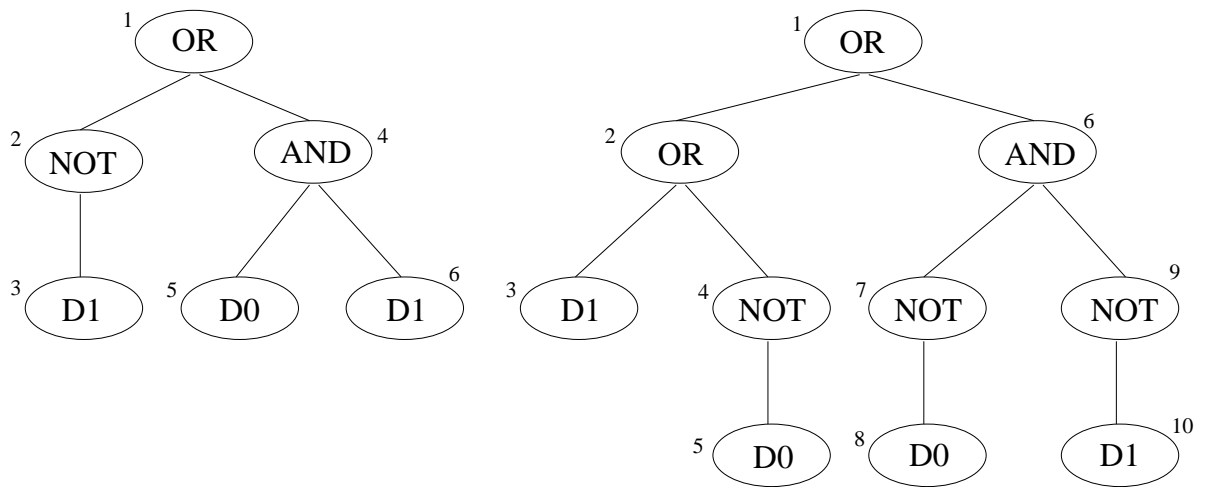 1 OR 1 OR
2 NOT AND 4 2 OR AND 6
3 D1 5 D0 D1 6 3 D1 4 NOT 7 NOT NOT 9
5 D0 8 D0 D1 10